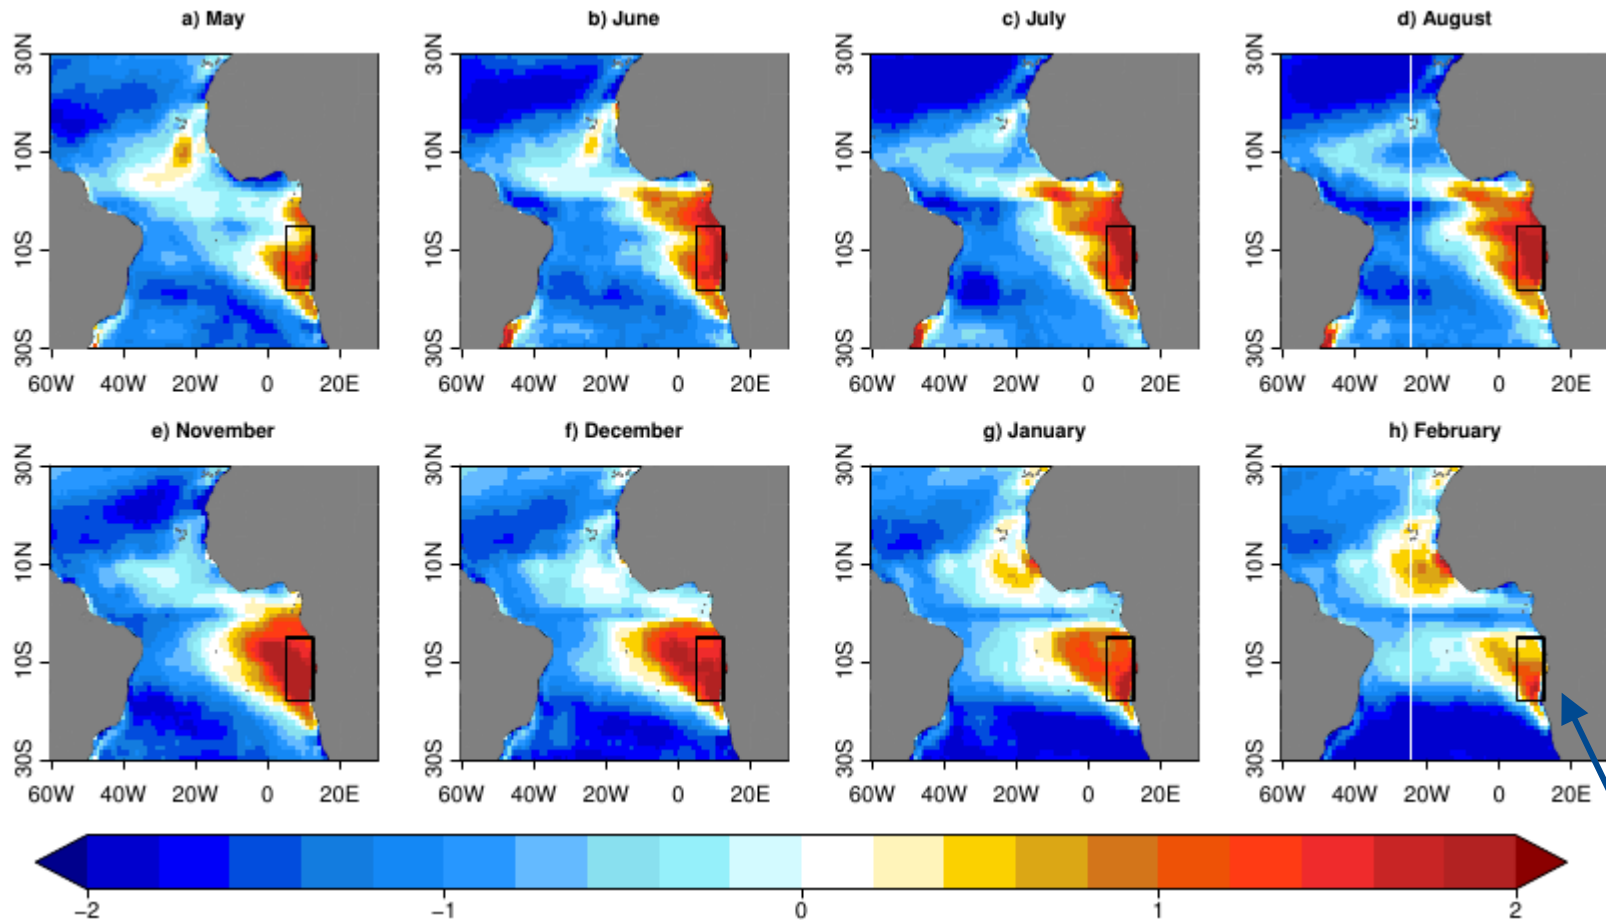 a) May
b) June
c) July
d) August
30N
10N
10S
30S
60W 40W 20W 0 20E
30N
10N
10S
30S
60W 40W 20W 0 20E
30N
10N
10S
30S
60W 40W 20W 0 20E
30N
10N
10S
30S
60W 40W 20W 0 20E
e) November
f) December
g) January
h) February
30N
10N
10S
30S
60W 40W 20W 0 20E
30N
10N
10S
30S
60W 40W 20W 0 20E
30N
10N
10S
30S
60W 40W 20W 0 20E
30N
10N
10S
30S
60W 40W 20W 0 20E
−2 −1 0 1 2